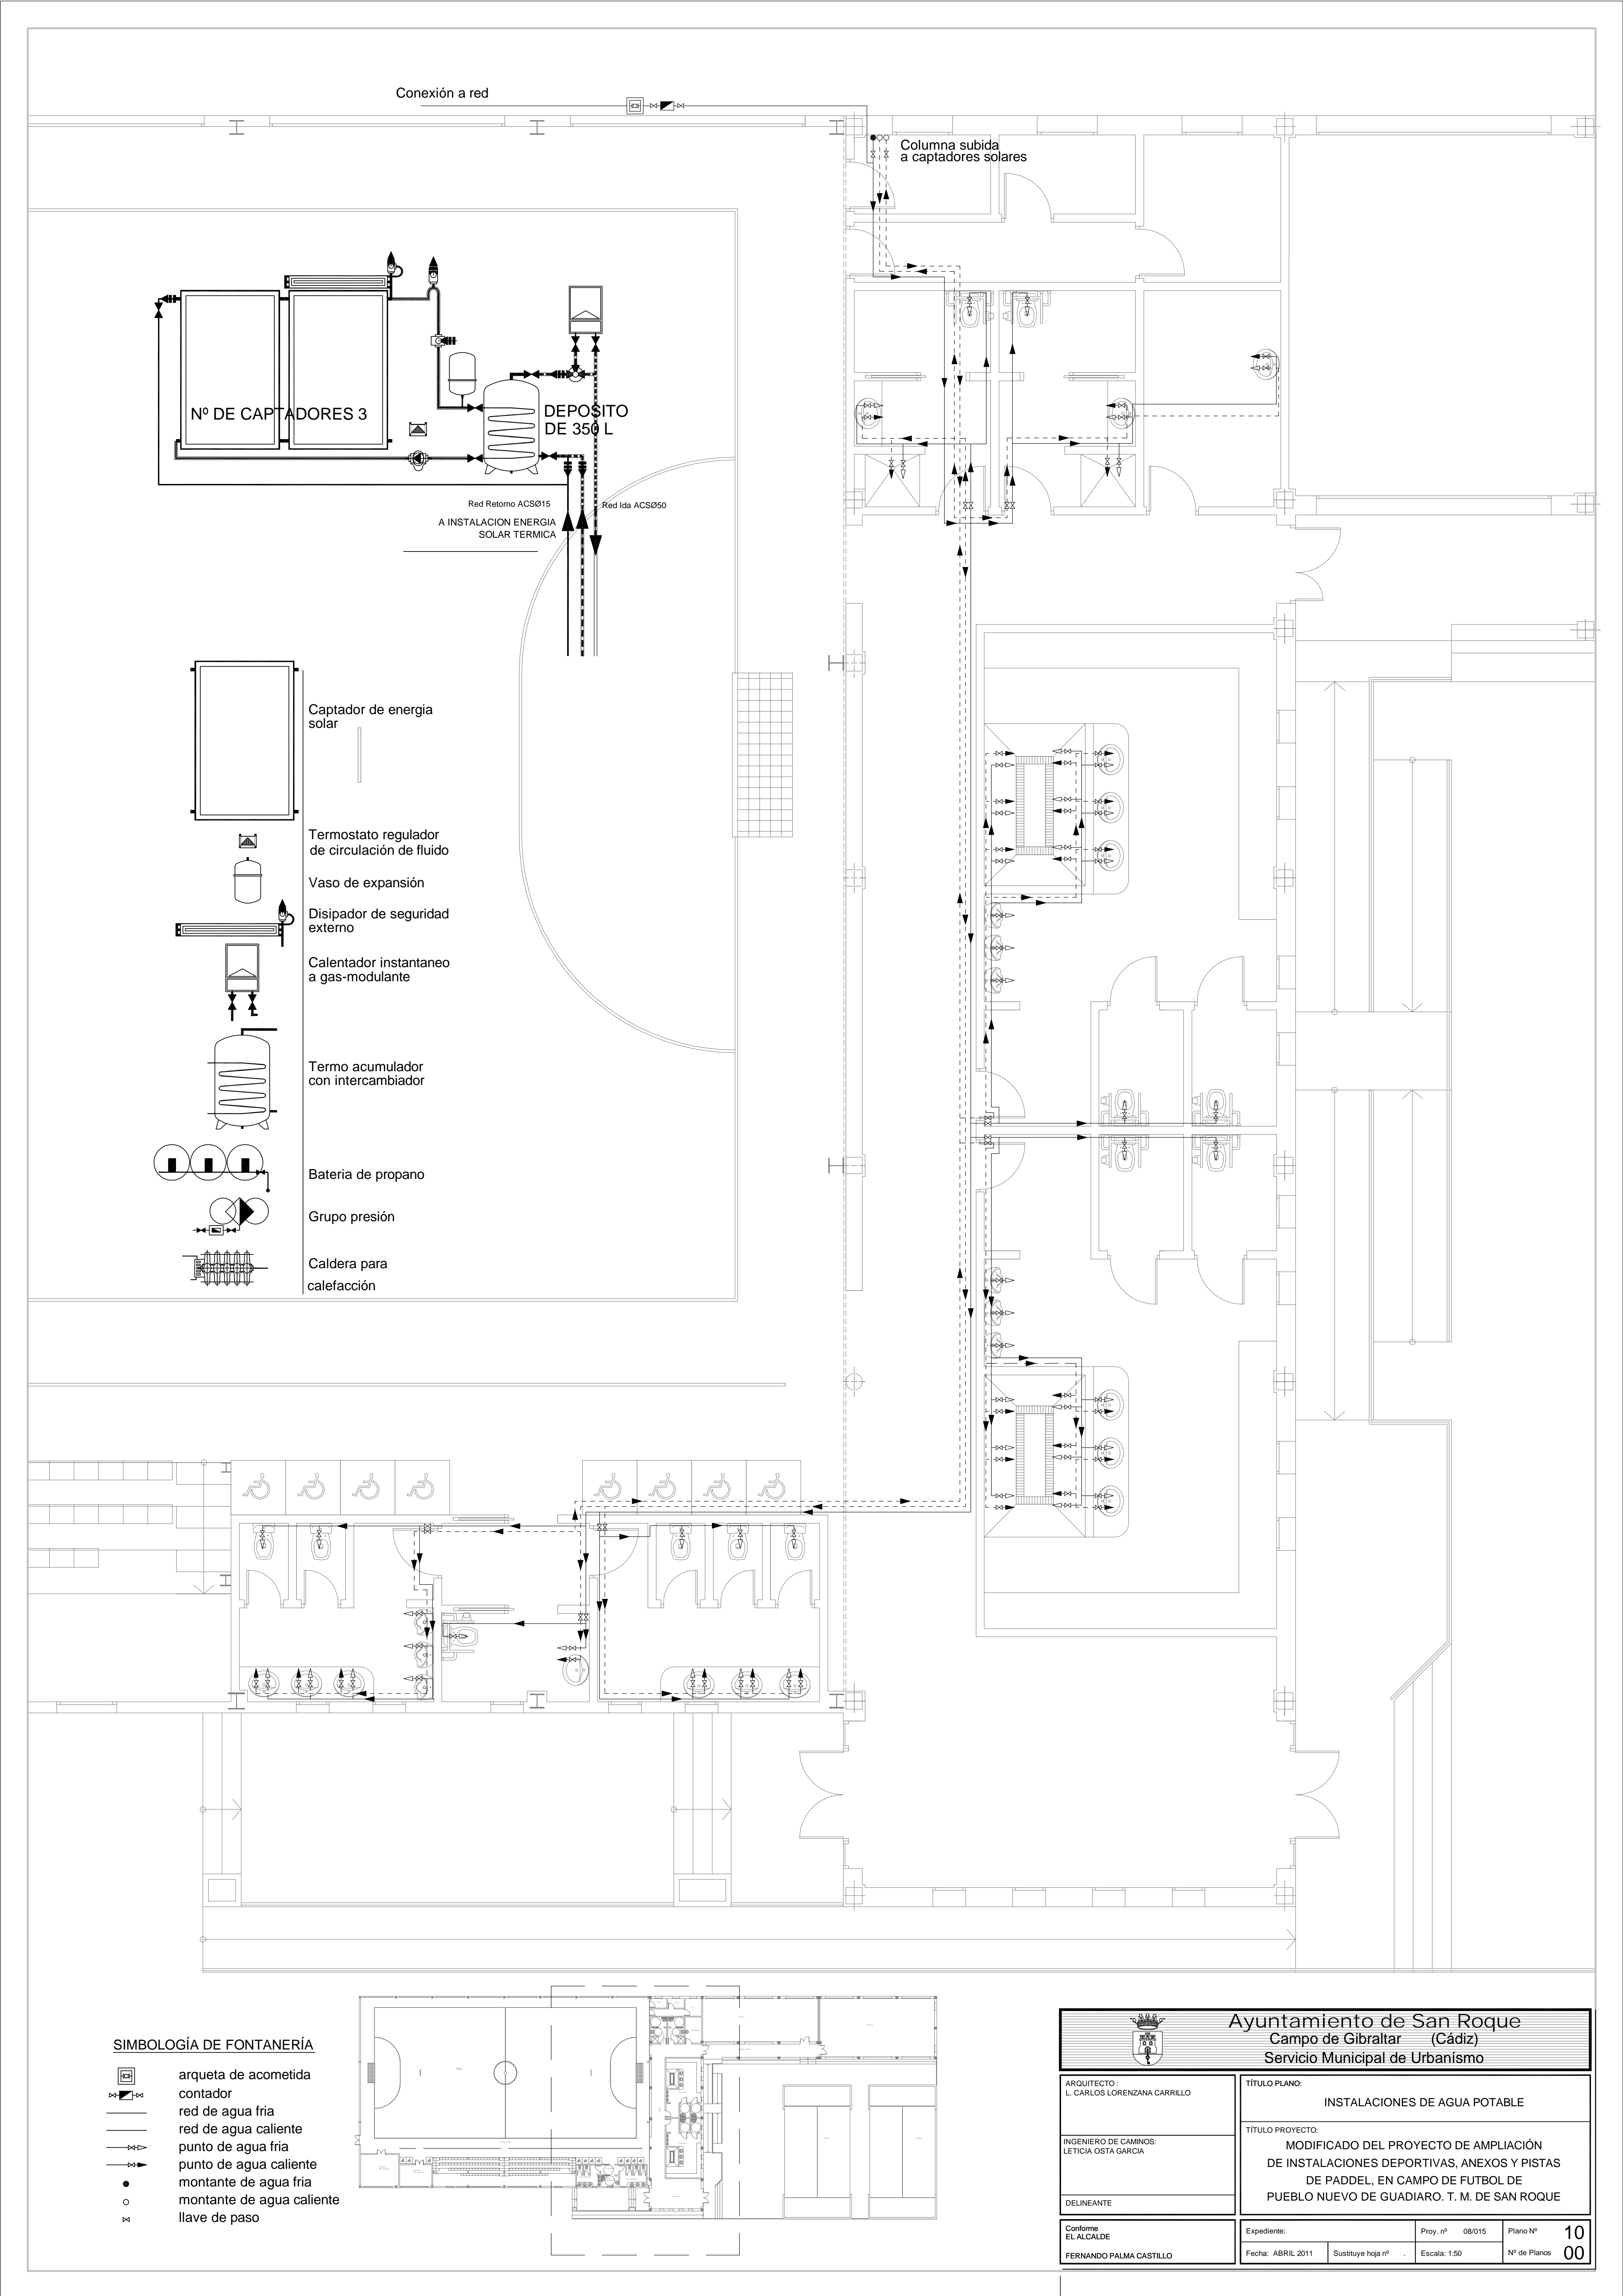 Conexión a red
Columna subida
a captadores solares
Nº DE CAPTADORES 3
DEPOSITO
DE 350 L
Red Retorno ACSØ15
Red Ida ACSØ50
A INSTALACION ENERGIA
SOLAR TERMICA
Captador de energia
solar
Termostato regulador
de circulación de fluido
Vaso de expansión
Disipador de seguridad
externo
Calentador instantaneo
a gas-modulante
Termo acumulador
con intercambiador
Bateria de propano
Grupo presión
Caldera para
calefacción
SIMBOLOGÍA DE FONTANERÍA
arqueta de acometida
contador
red de agua fria
red de agua caliente
punto de agua fria
punto de agua caliente
montante de agua fria
montante de agua caliente
llave de paso
Ayuntamiento de San Roque
Campo de Gibraltar (Cádiz)
Servicio Municipal de Urbanísmo
ARQUITECTO :
L. CARLOS LORENZANA CARRILLO
INGENIERO DE CAMINOS:
LETICIA OSTA GARCIA
DELINEANTE
Conforme
EL ALCALDE
FERNANDO PALMA CASTILLO
TÍTULO PLANO:
INSTALACIONES DE AGUA POTABLE
TÍTULO PROYECTO:
MODIFICADO DEL PROYECTO DE AMPLIACIÓN
DE INSTALACIONES DEPORTIVAS, ANEXOS Y PISTAS
DE PADDEL, EN CAMPO DE FUTBOL DE
PUEBLO NUEVO DE GUADIARO. T. M. DE SAN ROQUE
Expediente:
Proy. nº 08/015
Plano Nº 10
Fecha: ABRIL 2011
Sustituye hoja nº .
Escala: 1:50
Nº de Planos 00